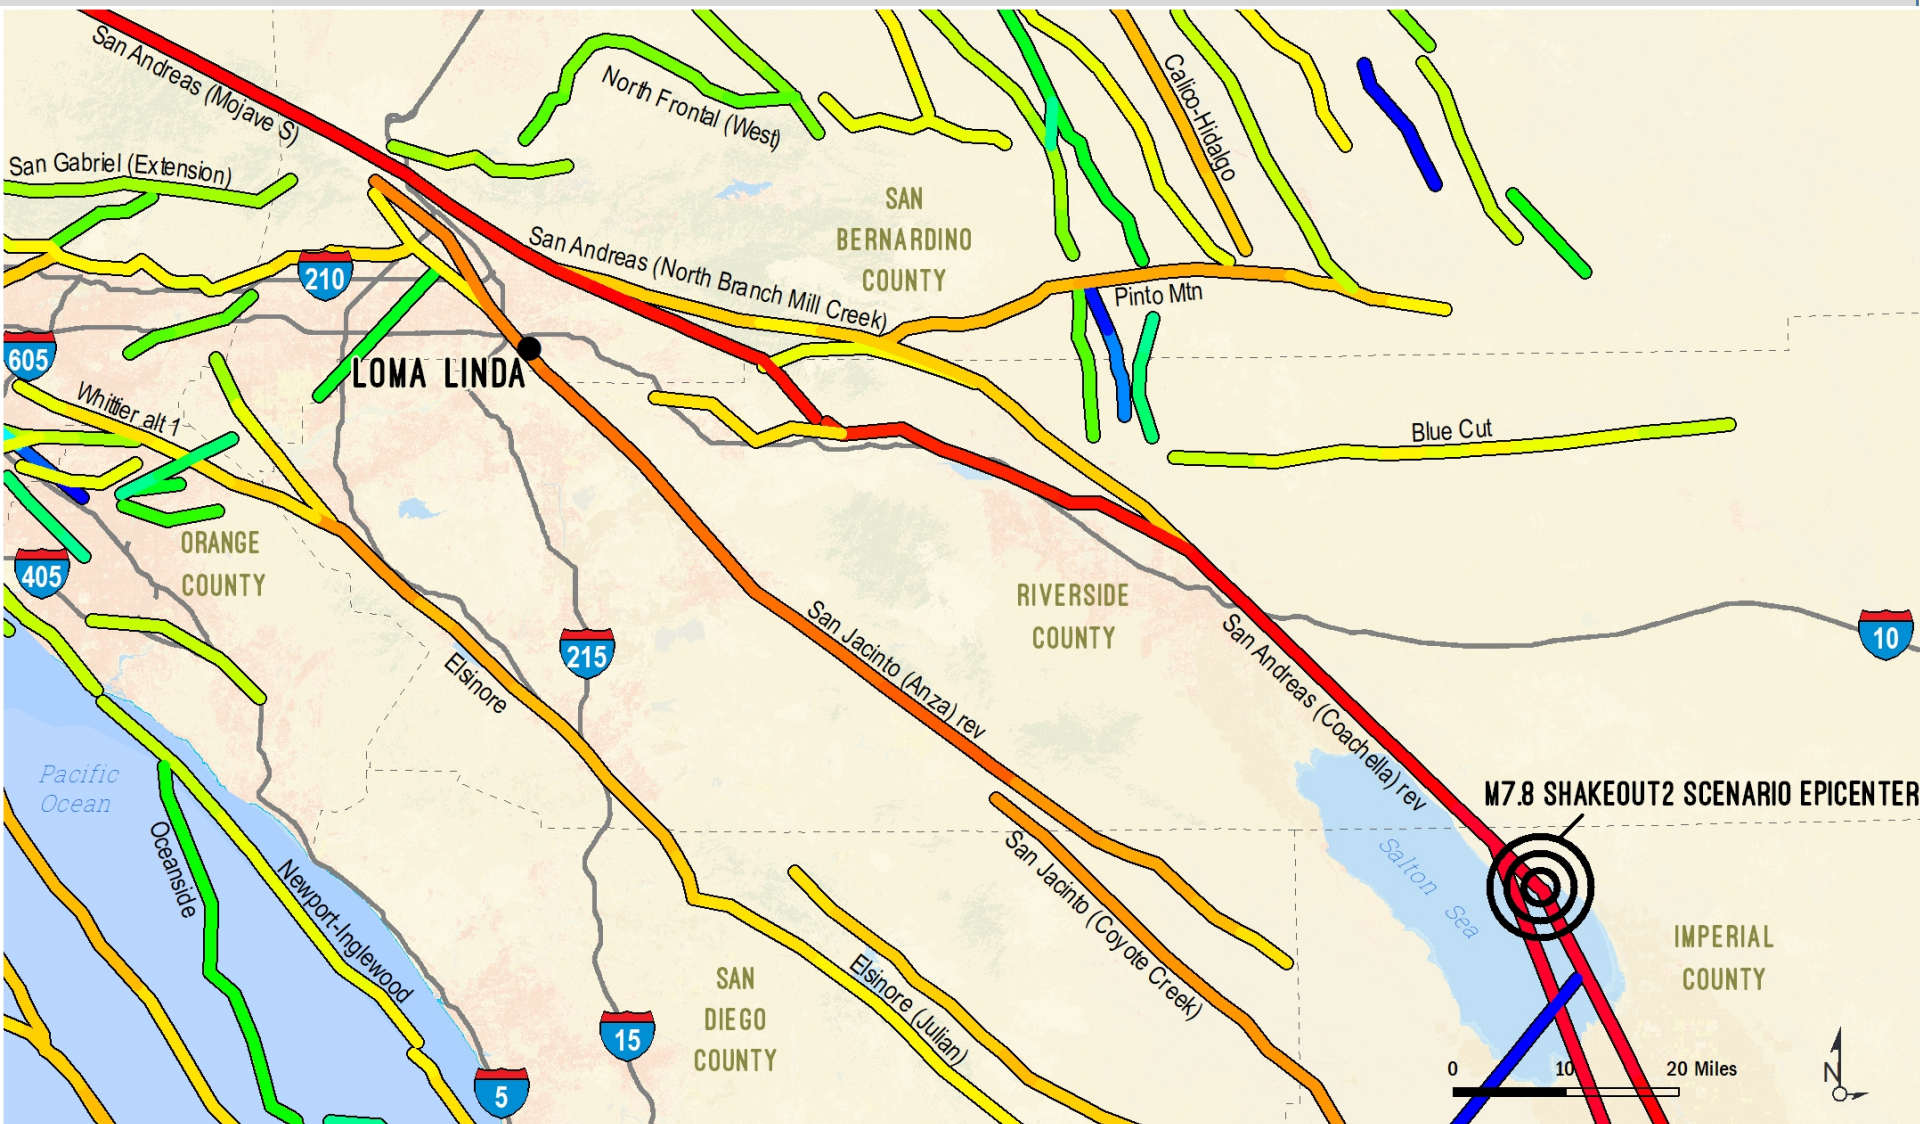 San Andreas (Mojave S)
North Frontal (West)
Calico-Hidalgo
San Gabriel (Extension)
SAN
BERNARDINO
COUNTY
San Andreas (North Branch Mill Creek)
210
Pinto Mtn
605
LOMA LINDA
Whittier alt 1
Blue Cut
ORANGE
COUNTY
405
RIVERSIDE
COUNTY
10
215
San Jacinto (Anza) rev
San Andreas (Coachella) rev
Elsinore
Pacific
Ocean
M7.8 SHAKEOUT2 SCENARIO EPICENTER
Oceanside
Newport-Inglewood
San Jacinto (Coyote Creek)
Salton Sea
IMPERIAL
COUNTY
SAN
DIEGO
COUNTY
Elsinore (Julian)
15
5
0 10 20 Miles
N